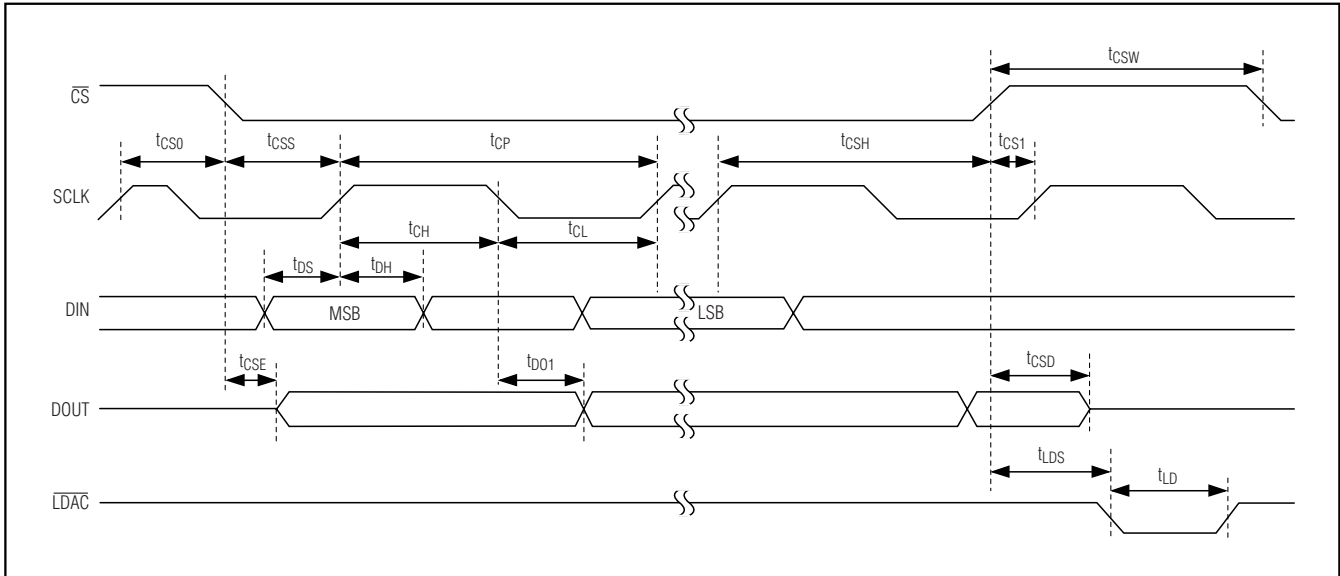 tCSW
CS
tCS0 tCSS tCP tCSH tCS1
SCLK
tCH tCL
tDS tDH
DIN MSB LSB
tCSE tDO1 tCSD
DOUT
tLDS tLD
LDAC